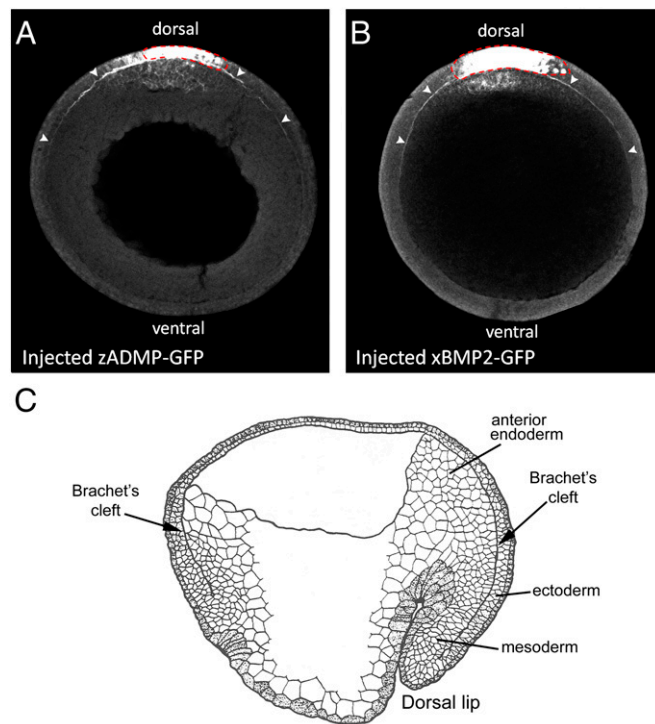 A
dorsal
ventral
Injected zADMP-GFP
B
dorsal
ventral
Injected xBMP2-GFP
C
anterior
endoderm
Brachet's
cleft
Brachet's
cleft
ectoderm
mesoderm
Dorsal lip